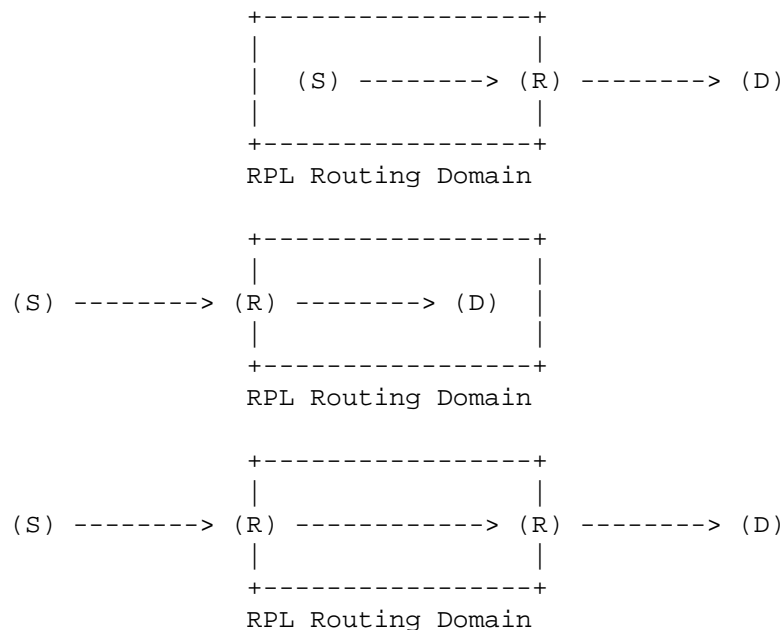 +-----------------+
|                 |
|  (S) --------> (R) --------> (D)
|                 |
+-----------------+
RPL Routing Domain
+-----------------+
|                 |
(S) --------> (R) --------> (D)  |
|                 |
+-----------------+
RPL Routing Domain
+-----------------+
|                 |
(S) --------> (R) ------------> (R) --------> (D)
|                 |
+-----------------+
RPL Routing Domain